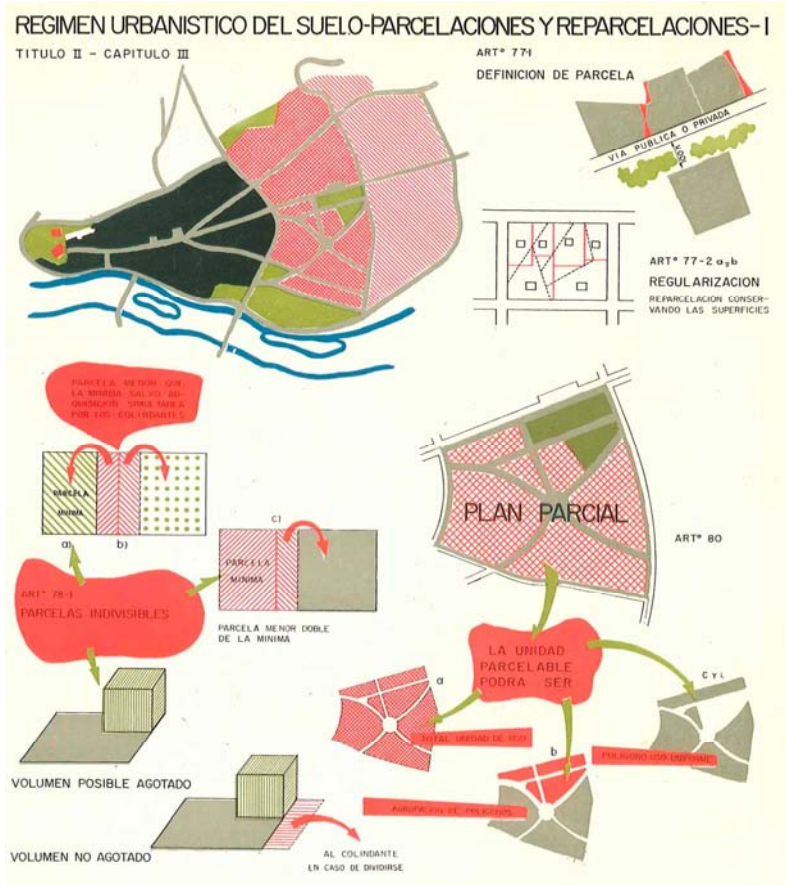 REGIMEN URBANISTICO DEL SUELO-PARCELACIONES Y REPARCELACIONES-I
TITULO II - CAPITULO III
ARTº 77-1
DEFINICION DE PARCELA
VIA PUBLICA O PRIVADA
ARTº 77-2 a y b
REGULARIZACION
REPARCELACION CONSER-
VANDO LAS SUPERFICIES
PARCELA MENOR QUE
LA MINIMA SALVO AD-
QUISICION SIMULTANEA
POR LOS COLINDANTES
PARCELA
MINIMA
a)
b)
c)
PARCELA
MINIMA
PARCELA MENOR DOBLE
DE LA MINIMA
ARTº 78-1
PARCELAS INDIVISIBLES
VOLUMEN POSIBLE AGOTADO
VOLUMEN NO AGOTADO
AL COLINDANTE
EN CASO DE DIVIDIRSE
PLAN PARCIAL
ARTº 80
LA UNIDAD
PARCELABLE
PODRA SER
a
TOTAL UNIDAD DE
b
AGRUPACION DE POLIGONOS
POLIGONO USO UNIFORME